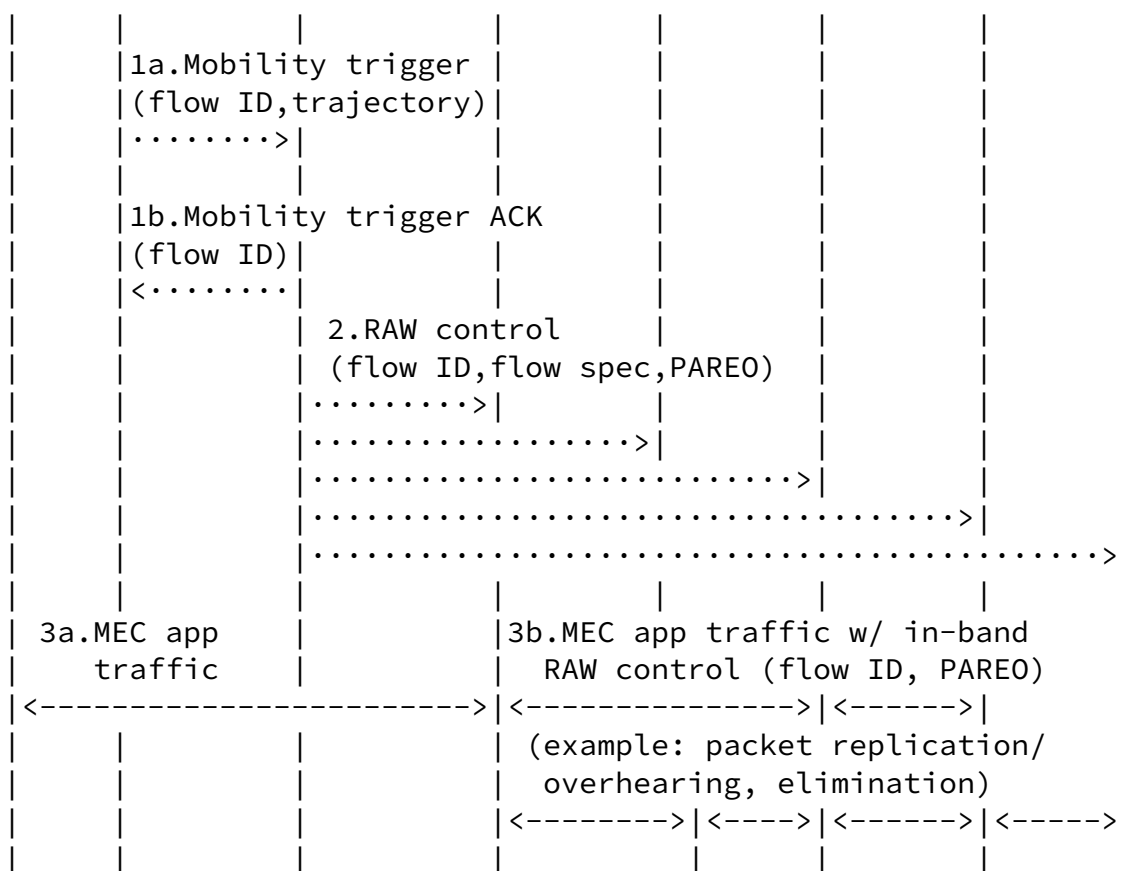 1a.Mobility trigger
(flow ID,trajectory)
1b.Mobility trigger ACK
(flow ID)
2.RAW control
(flow ID,flow spec,PAREO)
3a.MEC app
traffic
3b.MEC app traffic w/ in-band
RAW control (flow ID, PAREO)
(example: packet replication/
overhearing, elimination)